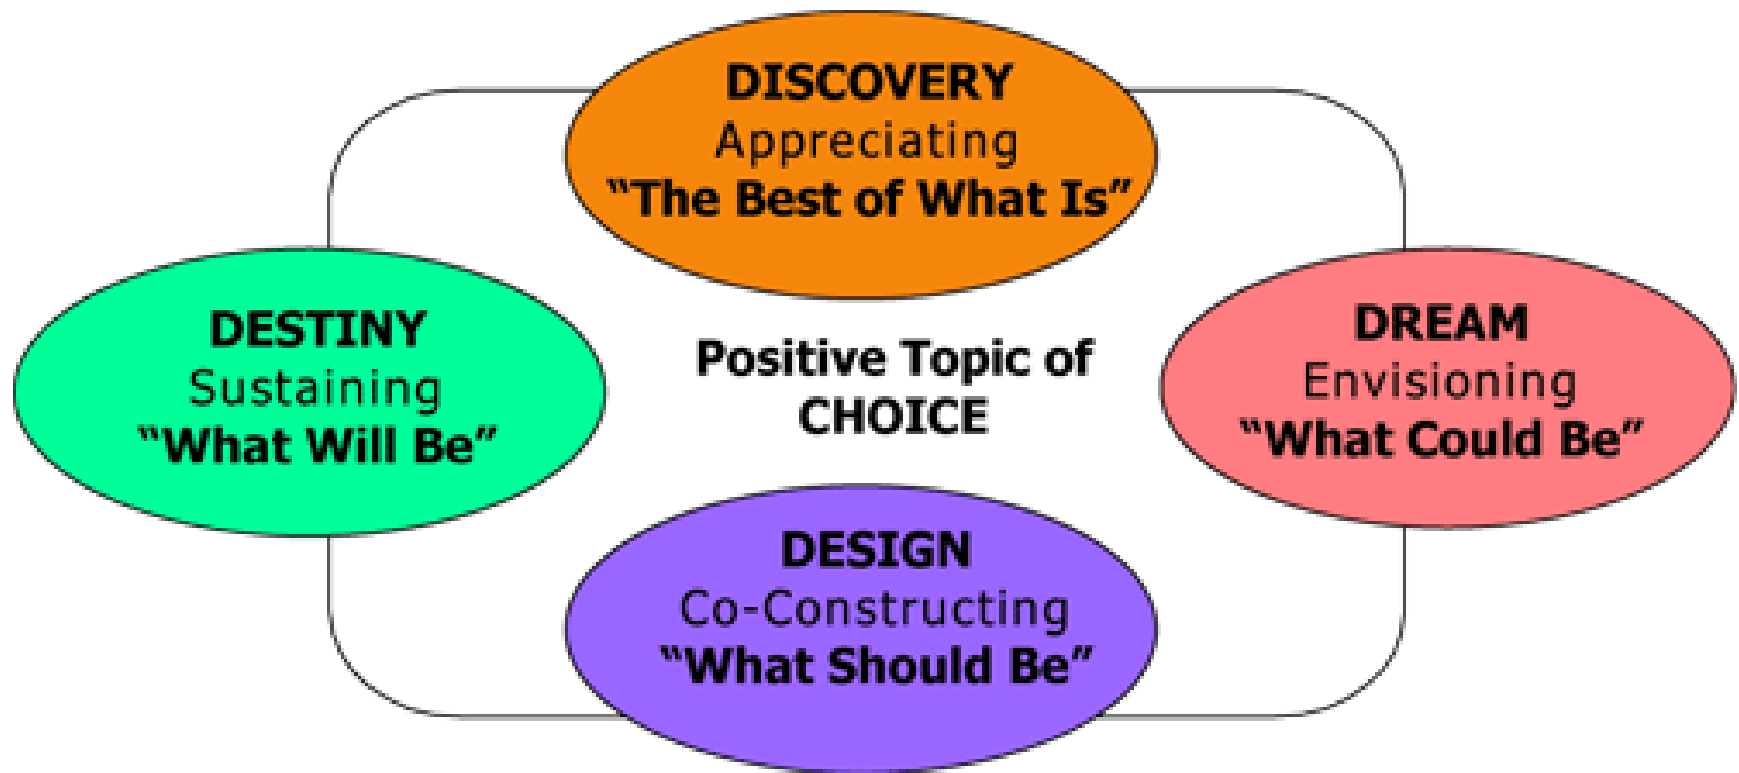 DISCOVERY
Appreciating
“The Best of What Is”
DESTINY
Sustaining
“What Will Be”
Positive Topic of
CHOICE
DREAM
Envisioning
“What Could Be”
DESIGN
Co-Constructing
“What Should Be”